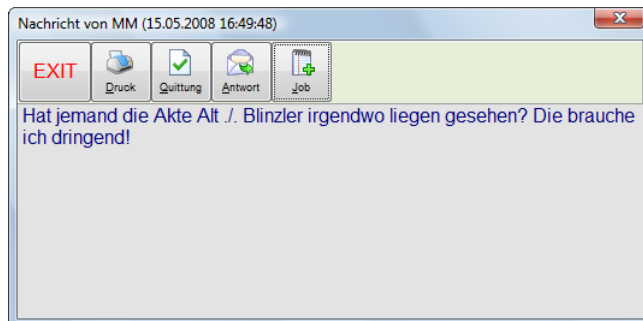 Nachricht von MM (15.05.2008 16:49:48)
EXIT Druck Quittung Antwort Job
Hat jemand die Akte Alt ./. Blinzler irgendwo liegen gesehen? Die brauche
ich dringend!